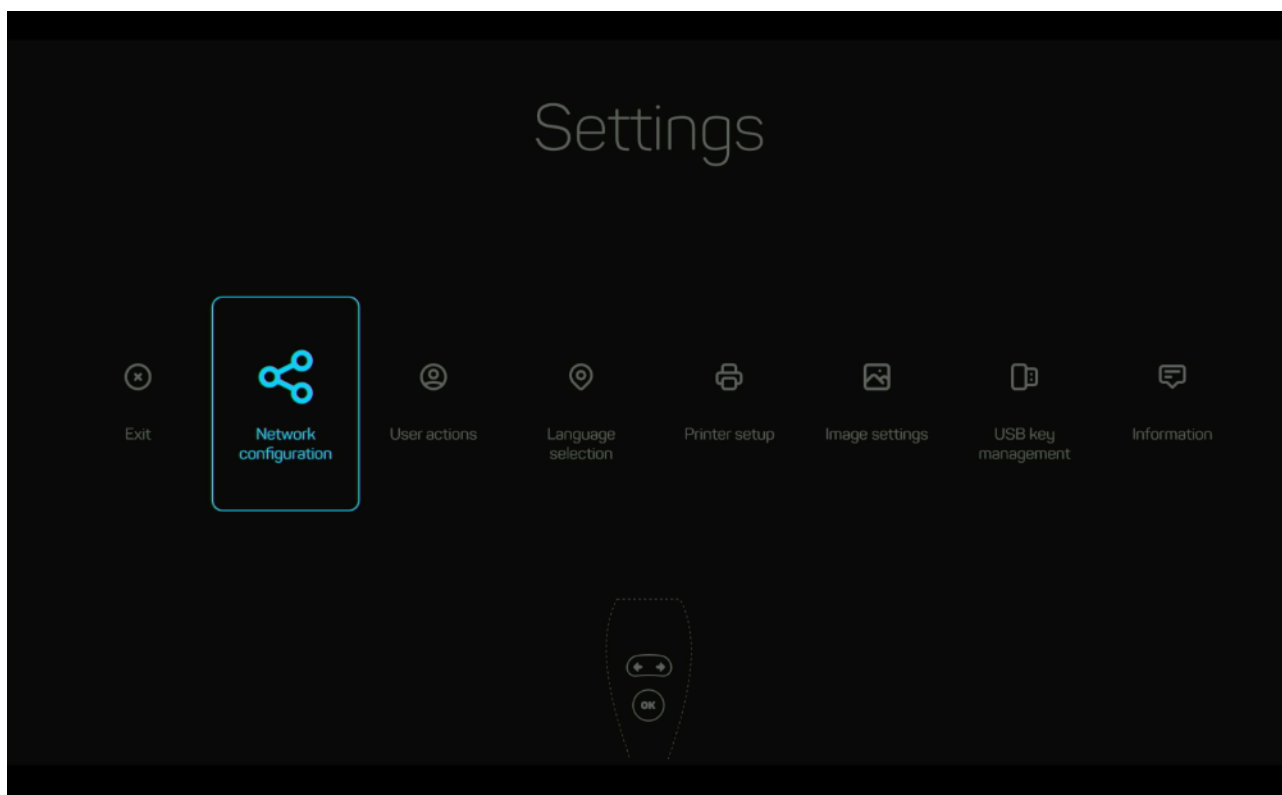 Settings
Exit
Network
configuration
User actions
Language
selection
Printer setup
Image settings
USB key
management
Information
OK